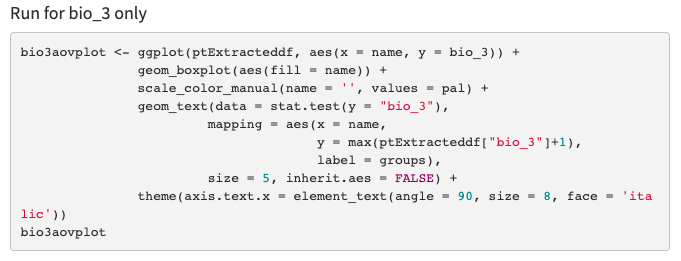 Run for bio_3 only
bio3aovplot <- ggplot(ptExtracteddf, aes(x = name, y = bio_3)) +
               geom_boxplot(aes(fill = name)) +
               scale_color_manual(name = '', values = pal) +
               geom_text(data = stat.test(y = "bio_3"),
                        mapping = aes(x = name,
                                      y = max(ptExtracteddf["bio_3"]+1),
                                      label = groups),
                        size = 5, inherit.aes = FALSE) +
               theme(axis.text.x = element_text(angle = 90, size = 8, face = 'ita
lic'))
bio3aovplot